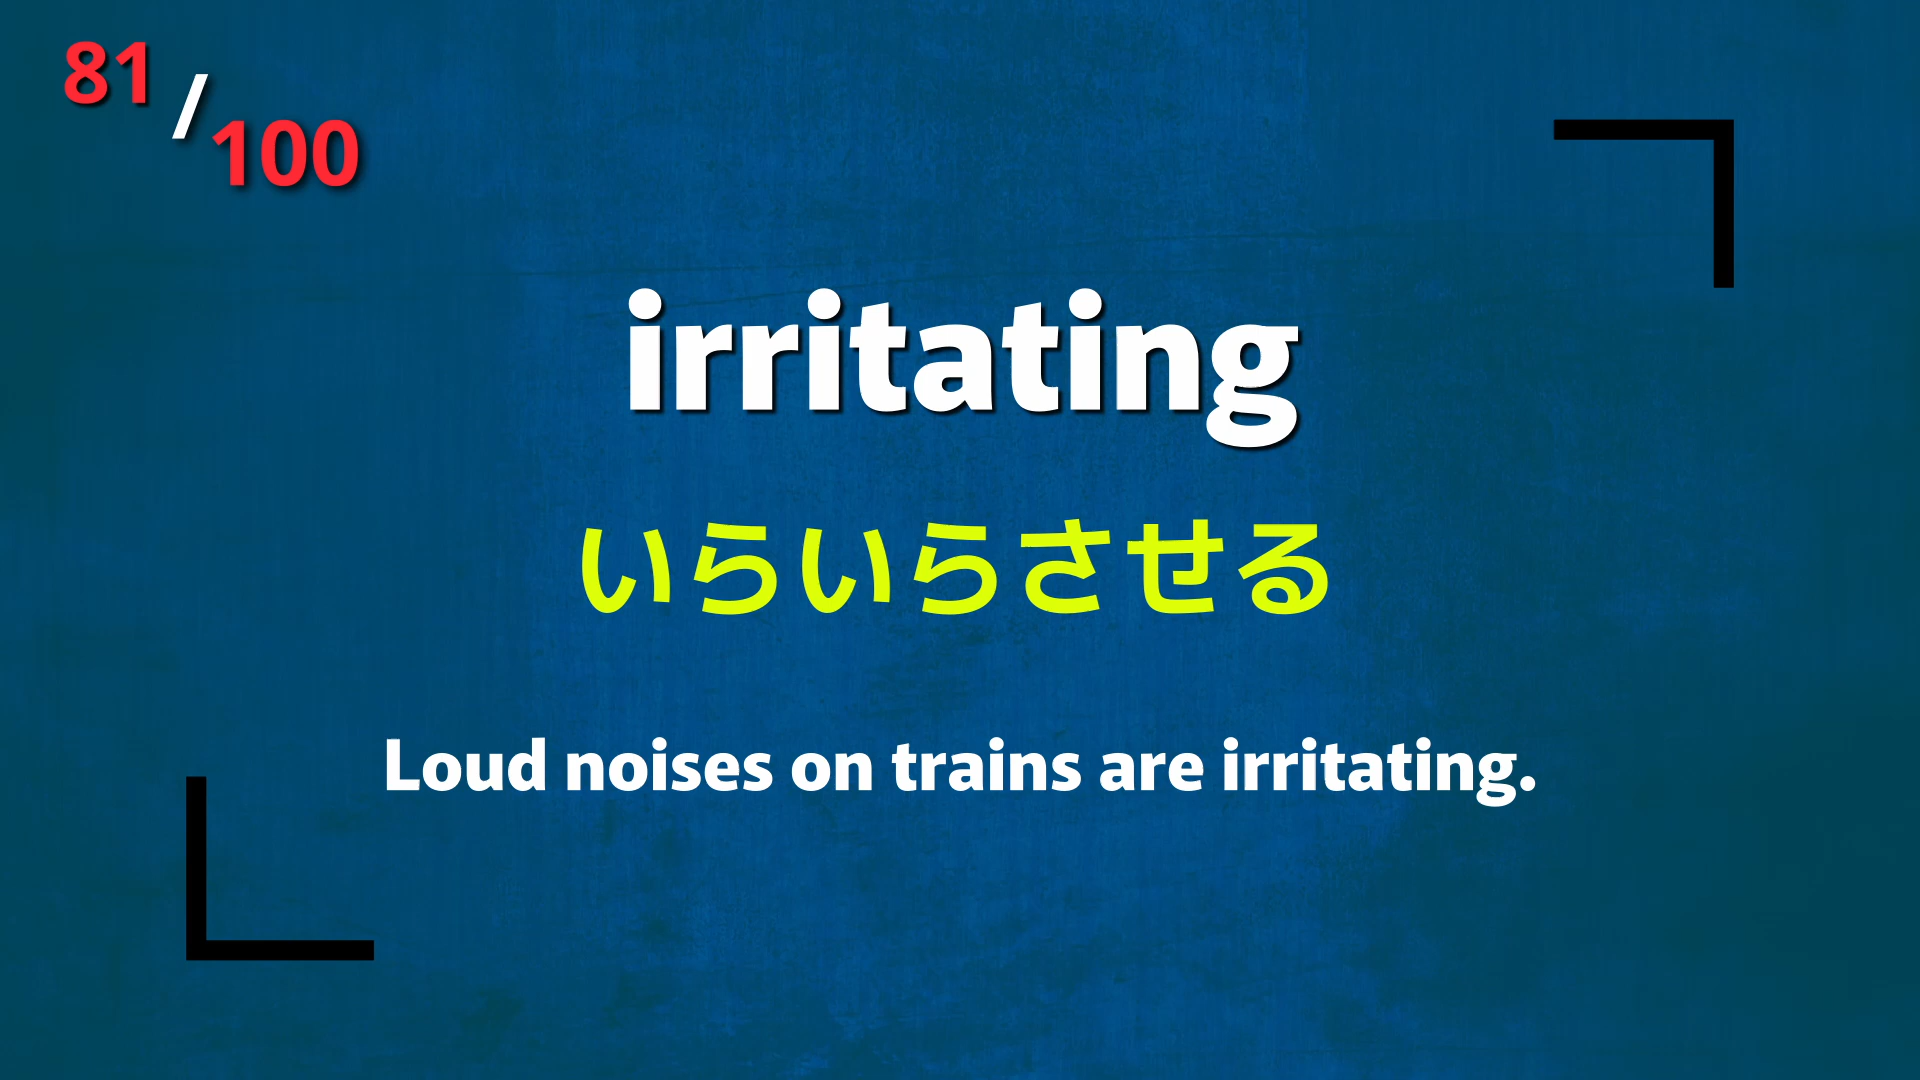 81/100
irritating
いらいらさせる
Loud noises on trains are irritating.